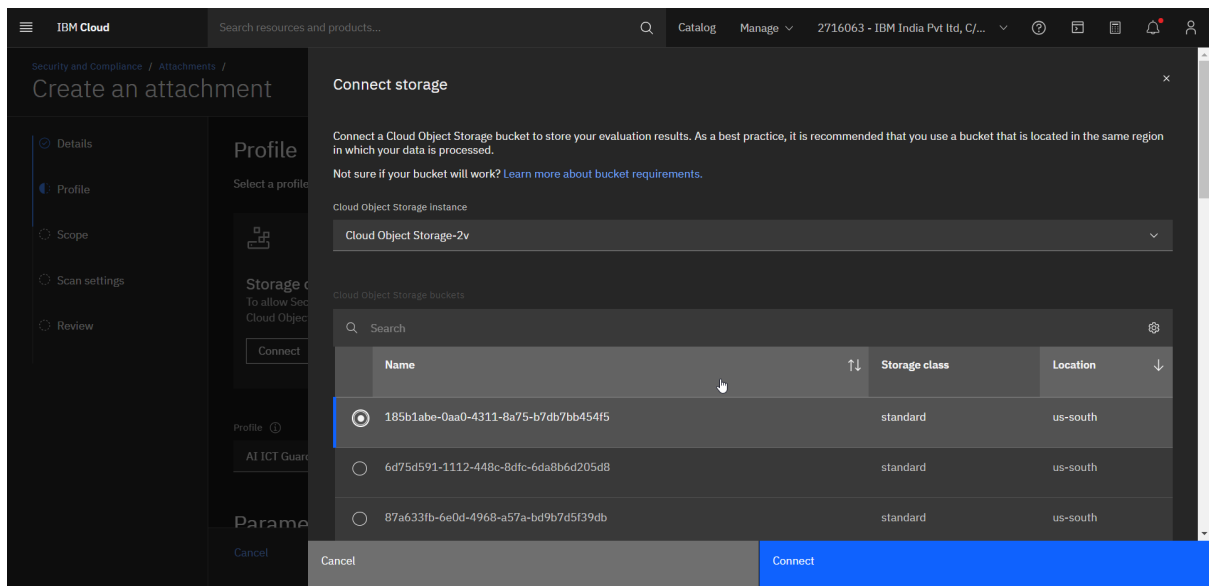 IBM Cloud
Search resources and products...
Catalog
Manage
2716063 - IBM India Pvt ltd, C/...
Security and Compliance / Attachments /
Create an attachment
Details
Profile
Scope
Scan settings
Review
Profile
Select a profile
Storage
To allow Sec
Cloud Objec
Connect
Profile
AI ICT Guard
Parame
Cancel
Connect storage
Connect a Cloud Object Storage bucket to store your evaluation results. As a best practice, it is recommended that you use a bucket that is located in the same region
in which your data is processed.
Not sure if your bucket will work? Learn more about bucket requirements.
Cloud Object Storage instance
Cloud Object Storage-2v
Cloud Object Storage buckets
Search
Name Storage class Location
185b1abe-0aa0-4311-8a75-b7db7bb454f5 standard us-south
6d75d591-1112-448c-8dfc-6da8b6d205d8 standard us-south
87a633fb-6e0d-4968-a57a-bd9b7d5f39db standard us-south
Cancel
Connect